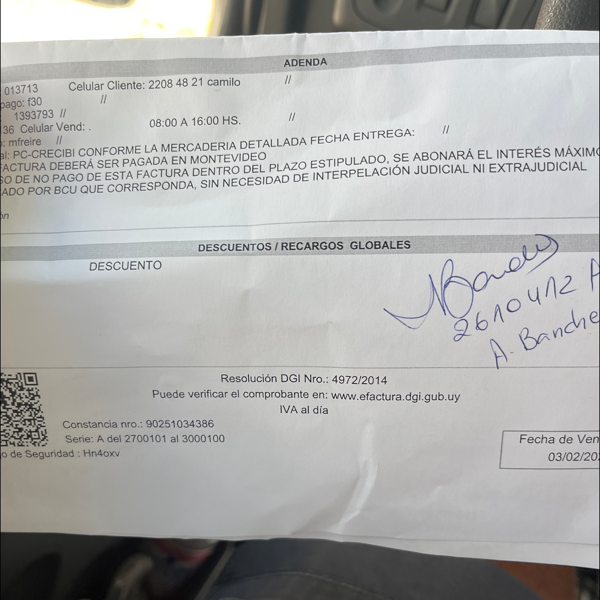 ADENDA
013713 Celular Cliente: 2208 48 21 camilo //
pago: f30 //
1393793 //
36 Celular Vend: . 08:00 A 16:00 HS. //
: mfreire //
al: PC-CRECIBI CONFORME LA MERCADERIA DETALLADA FECHA ENTREGA: //
FACTURA DEBERÁ SER PAGADA EN MONTEVIDEO
SO DE NO PAGO DE ESTA FACTURA DENTRO DEL PLAZO ESTIPULADO, SE ABONARÁ EL INTERÉS MÁXIMO
ADO POR BCU QUE CORRESPONDA, SIN NECESIDAD DE INTERPELACIÓN JUDICIAL NI EXTRAJUDICIAL
ón
DESCUENTOS / RECARGOS GLOBALES
DESCUENTO
2610412
A. Banche
Resolución DGI Nro.: 4972/2014
Puede verificar el comprobante en: www.efactura.dgi.gub.uy
IVA al día
Constancia nro.: 90251034386
Serie: A del 2700101 al 3000100
o de Seguridad : Hn4oxv
Fecha de Ven
03/02/202